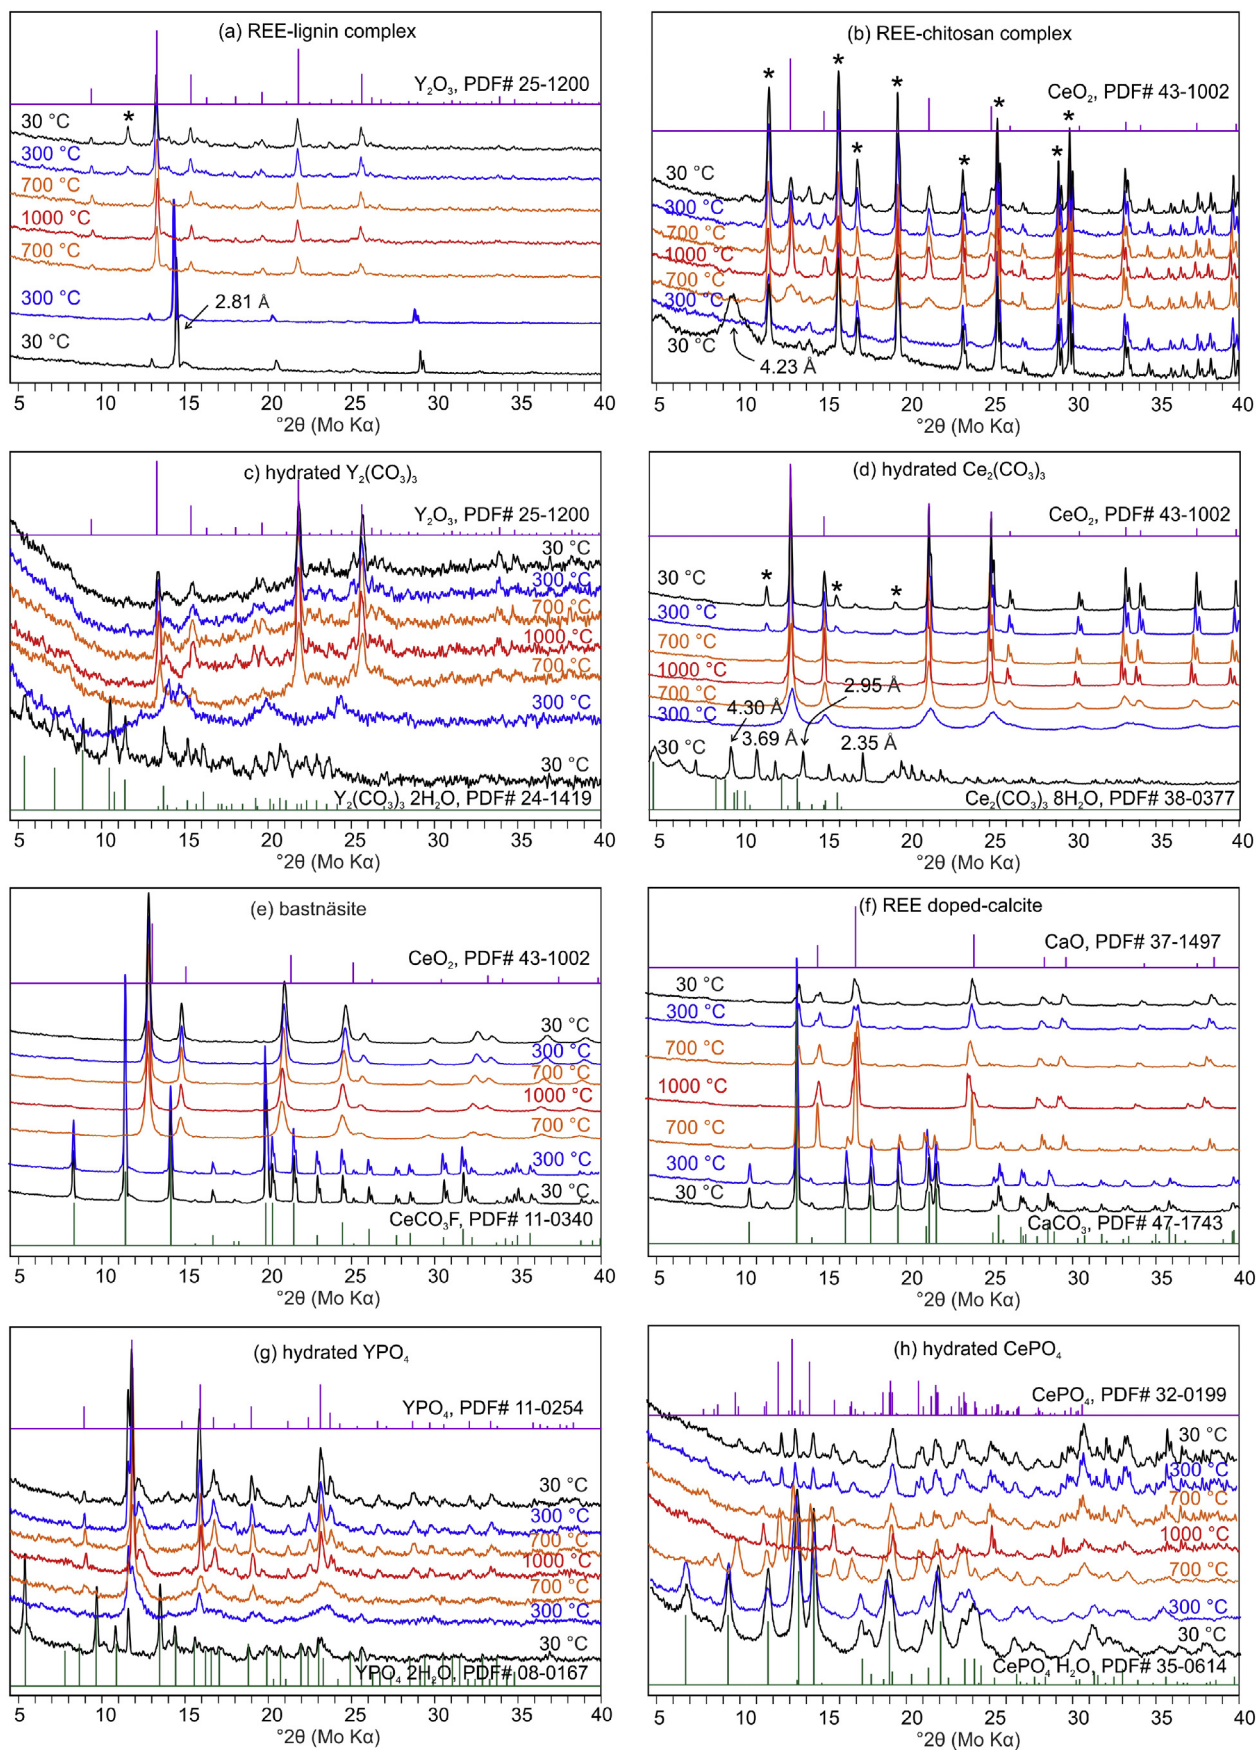 (a) REE-lignin complex
Y₂O₃, PDF# 25-1200
*
30 °C
300 °C
700 °C
1000 °C
700 °C
300 °C
2.81 Å
30 °C
5 10 15 20 25 30 35 40
°2θ (Mo Kα)
(b) REE-chitosan complex
CeO₂, PDF# 43-1002
* * * * * * * *
30 °C
300 °C
700 °C
1000 °C
700 °C
300 °C
30 °C
4.23 Å
5 10 15 20 25 30 35 40
°2θ (Mo Kα)
c) hydrated Y₂(CO₃)₃
Y₂O₃, PDF# 25-1200
30 °C
300 °C
700 °C
1000 °C
700 °C
300 °C
30 °C
Y₂(CO₃)₃ 2H₂O, PDF# 24-1419
5 10 15 20 25 30 35 40
°2θ (Mo Kα)
(d) hydrated Ce₂(CO₃)₃
CeO₂, PDF# 43-1002
* * *
30 °C
300 °C
700 °C
1000 °C
700 °C
2.95 Å
300 °C
4.30 Å
3.69 Å
2.35 Å
30 °C
Ce₂(CO₃)₃ 8H₂O, PDF# 38-0377
5 10 15 20 25 30 35 40
°2θ (Mo Kα)
(e) bastnäsite
CeO₂, PDF# 43-1002
30 °C
300 °C
700 °C
1000 °C
700 °C
300 °C
30 °C
CeCO₃F, PDF# 11-0340
5 10 15 20 25 30 35 40
°2θ (Mo Kα)
(f) REE doped-calcite
CaO, PDF# 37-1497
30 °C
300 °C
700 °C
1000 °C
700 °C
300 °C
30 °C
CaCO₃, PDF# 47-1743
5 10 15 20 25 30 35 40
°2θ (Mo Kα)
(g) hydrated YPO₄
YPO₄, PDF# 11-0254
30 °C
300 °C
700 °C
1000 °C
700 °C
300 °C
30 °C
YPO₄ 2H₂O, PDF# 08-0167
5 10 15 20 25 30 35 40
°2θ (Mo Kα)
(h) hydrated CePO₄
CePO₄, PDF# 32-0199
30 °C
300 °C
700 °C
1000 °C
700 °C
300 °C
30 °C
CePO₄ H₂O, PDF# 35-0614
5 10 15 20 25 30 35 40
°2θ (Mo Kα)